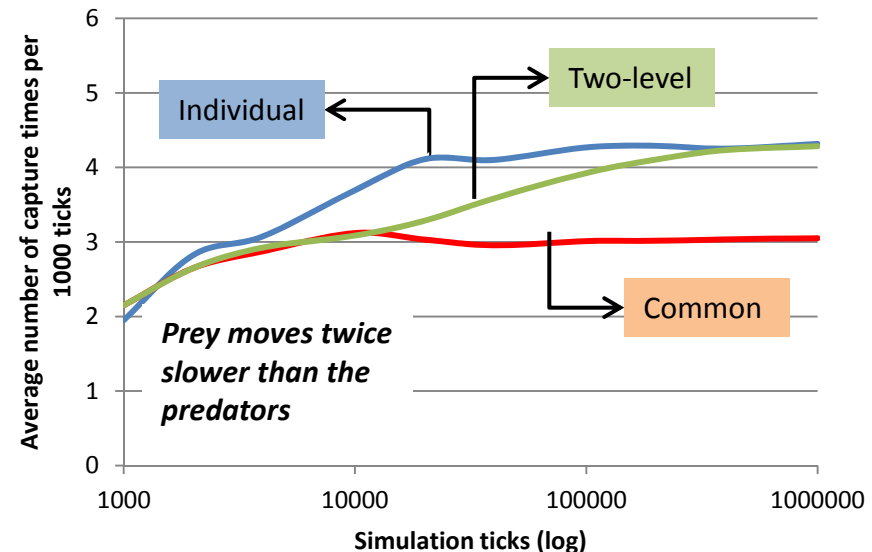 Average number of capture times per
1000 ticks
6
5
4
3
2
1
0
Individual
Two-level
Common
Prey moves twice
slower than the
predators
1000
10000
100000
1000000
Simulation ticks (log)